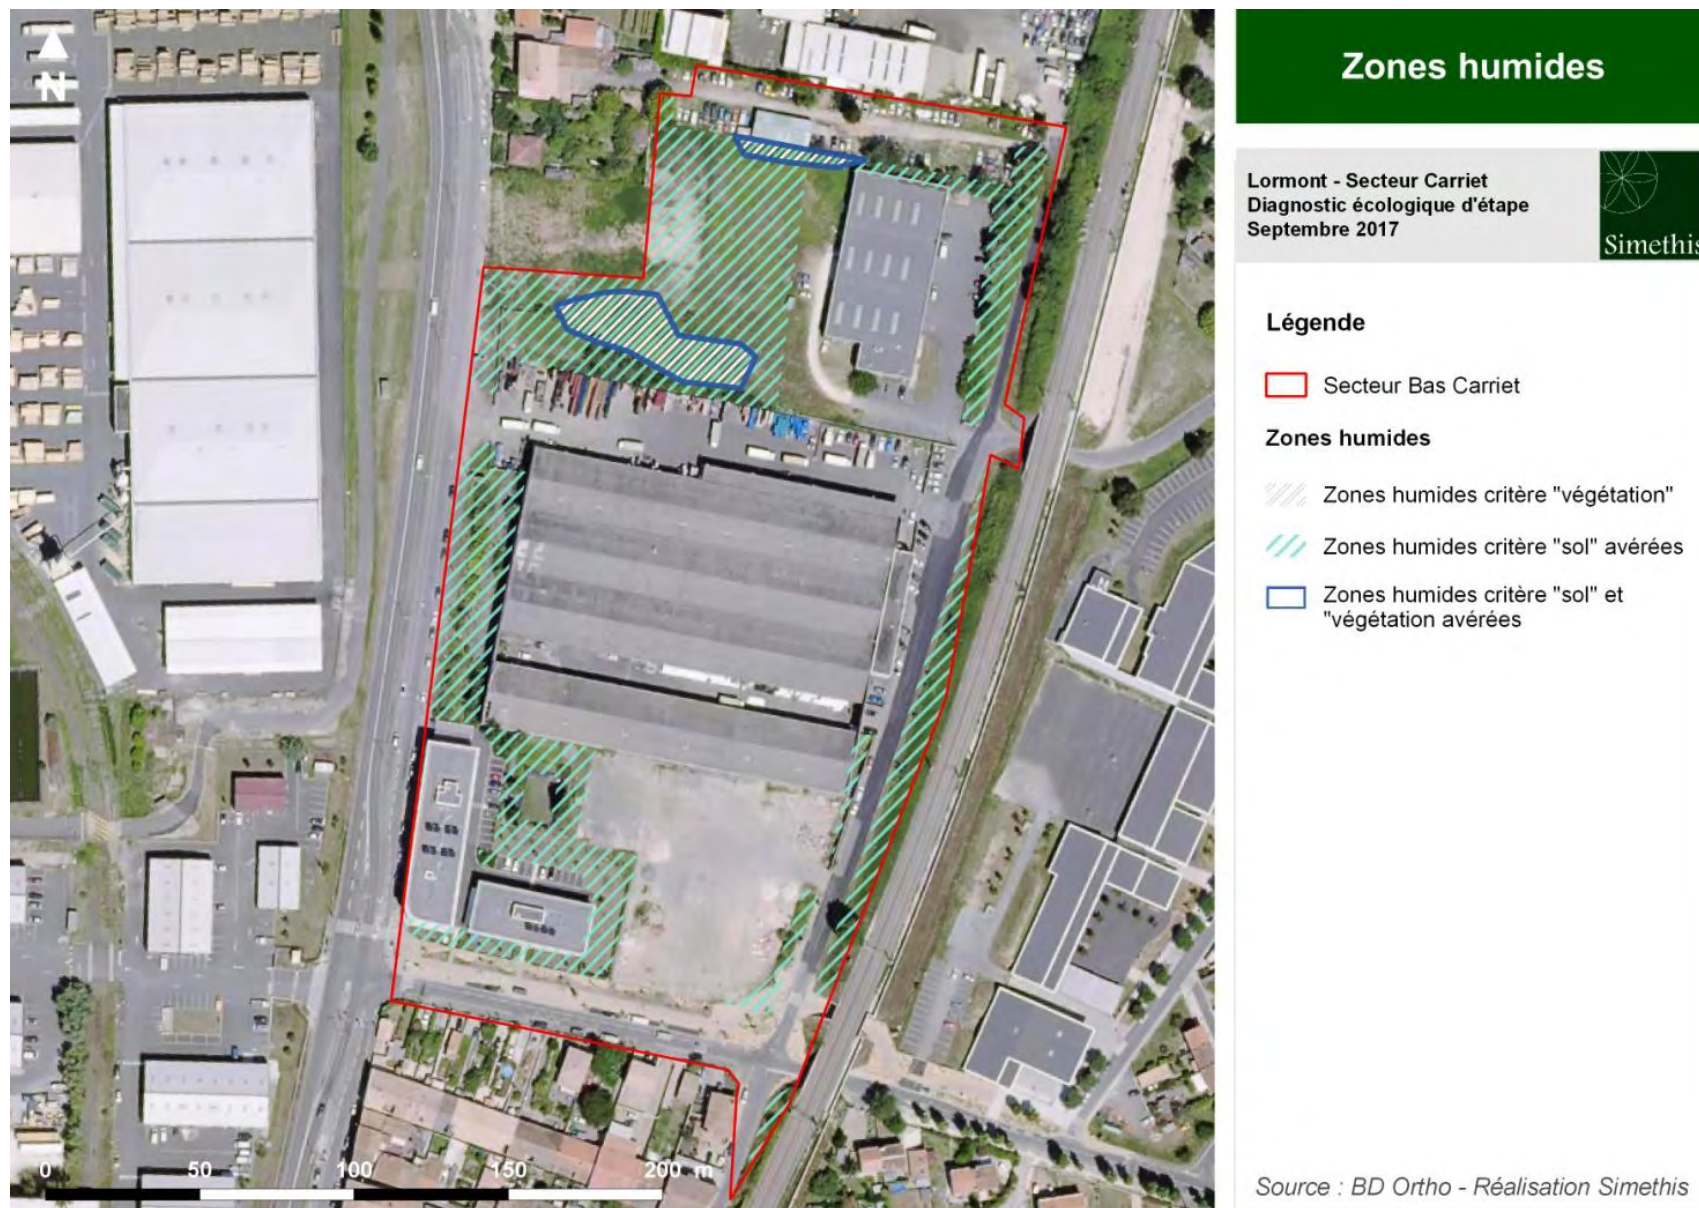 N
Zones humides
Lormont - Secteur Carriet
Diagnostic écologique d'étape
Septembre 2017
Simethis
Légende
Secteur Bas Carriet
Zones humides
Zones humides critère "végétation"
Zones humides critère "sol" avérées
Zones humides critère "sol" et
"végétation avérées
0 50 100 150 200 m
Source : BD Ortho - Réalisation Simethis